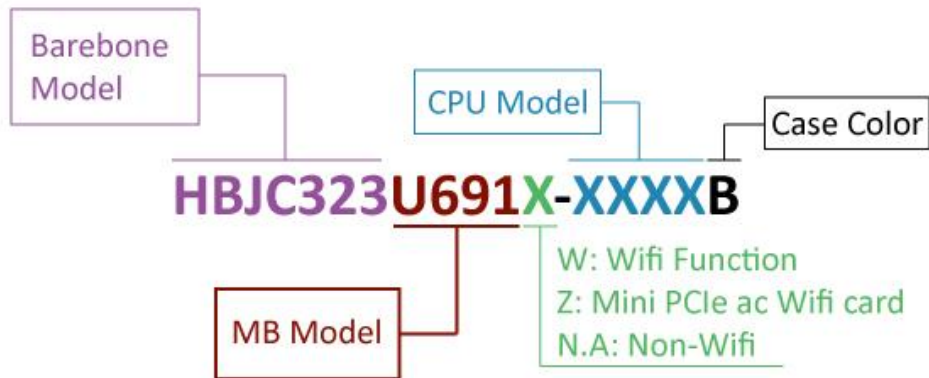 Barebone
Model
CPU Model
Case Color
HBJC323U691X-XXXXB
MB Model
W: Wifi Function
Z: Mini PCIe ac Wifi card
N.A: Non-Wifi